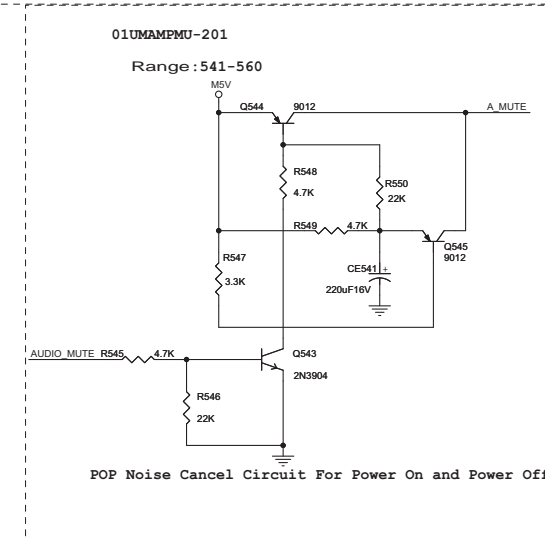 01UMAMPMU-201
Range:541-560
M5V
Q544 9012 A_MUTE
R548
4.7K
R550
22K
R549 4.7K
Q545
9012
R547
3.3K
CE541 +
220uF16V
AUDIO_MUTE R545 4.7K
Q543
2N3904
R546
22K
POP Noise Cancel Circuit For Power On and Power Off